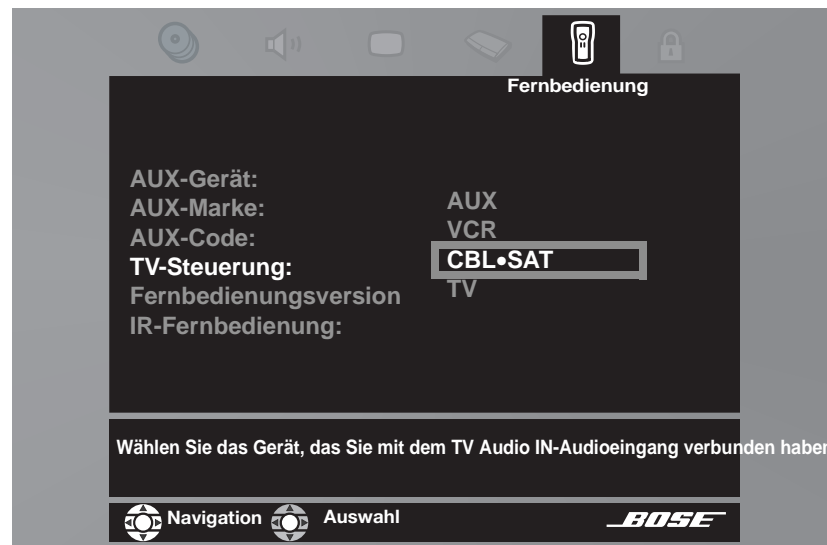 Fernbedienung
AUX-Gerät:
AUX-Marke:
AUX-Code:
TV-Steuerung:
Fernbedienungsversion
IR-Fernbedienung:
AUX
VCR
CBL•SAT
TV
Wählen Sie das Gerät, das Sie mit dem TV Audio IN-Audioeingang verbunden haben
Navigation Auswahl
BOSE